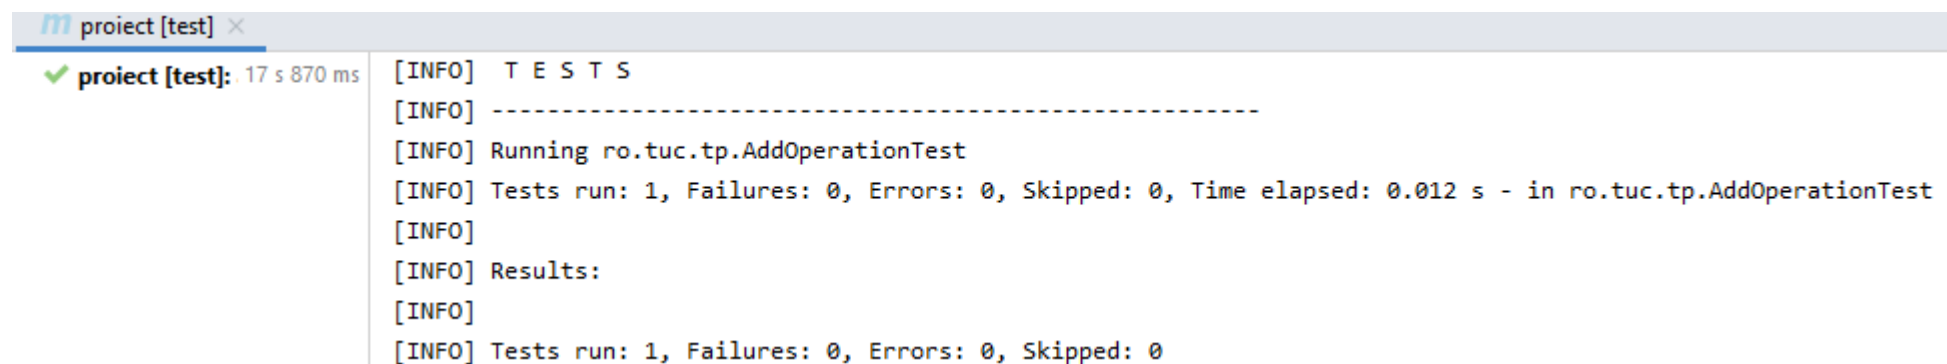 m proiect [test] ×
proiect [test]: 17 s 870 ms
[INFO]  T E S T S
[INFO] -------------------------------------------------------
[INFO] Running ro.tuc.tp.AddOperationTest
[INFO] Tests run: 1, Failures: 0, Errors: 0, Skipped: 0, Time elapsed: 0.012 s - in ro.tuc.tp.AddOperationTest
[INFO]
[INFO] Results:
[INFO]
[INFO] Tests run: 1, Failures: 0, Errors: 0, Skipped: 0